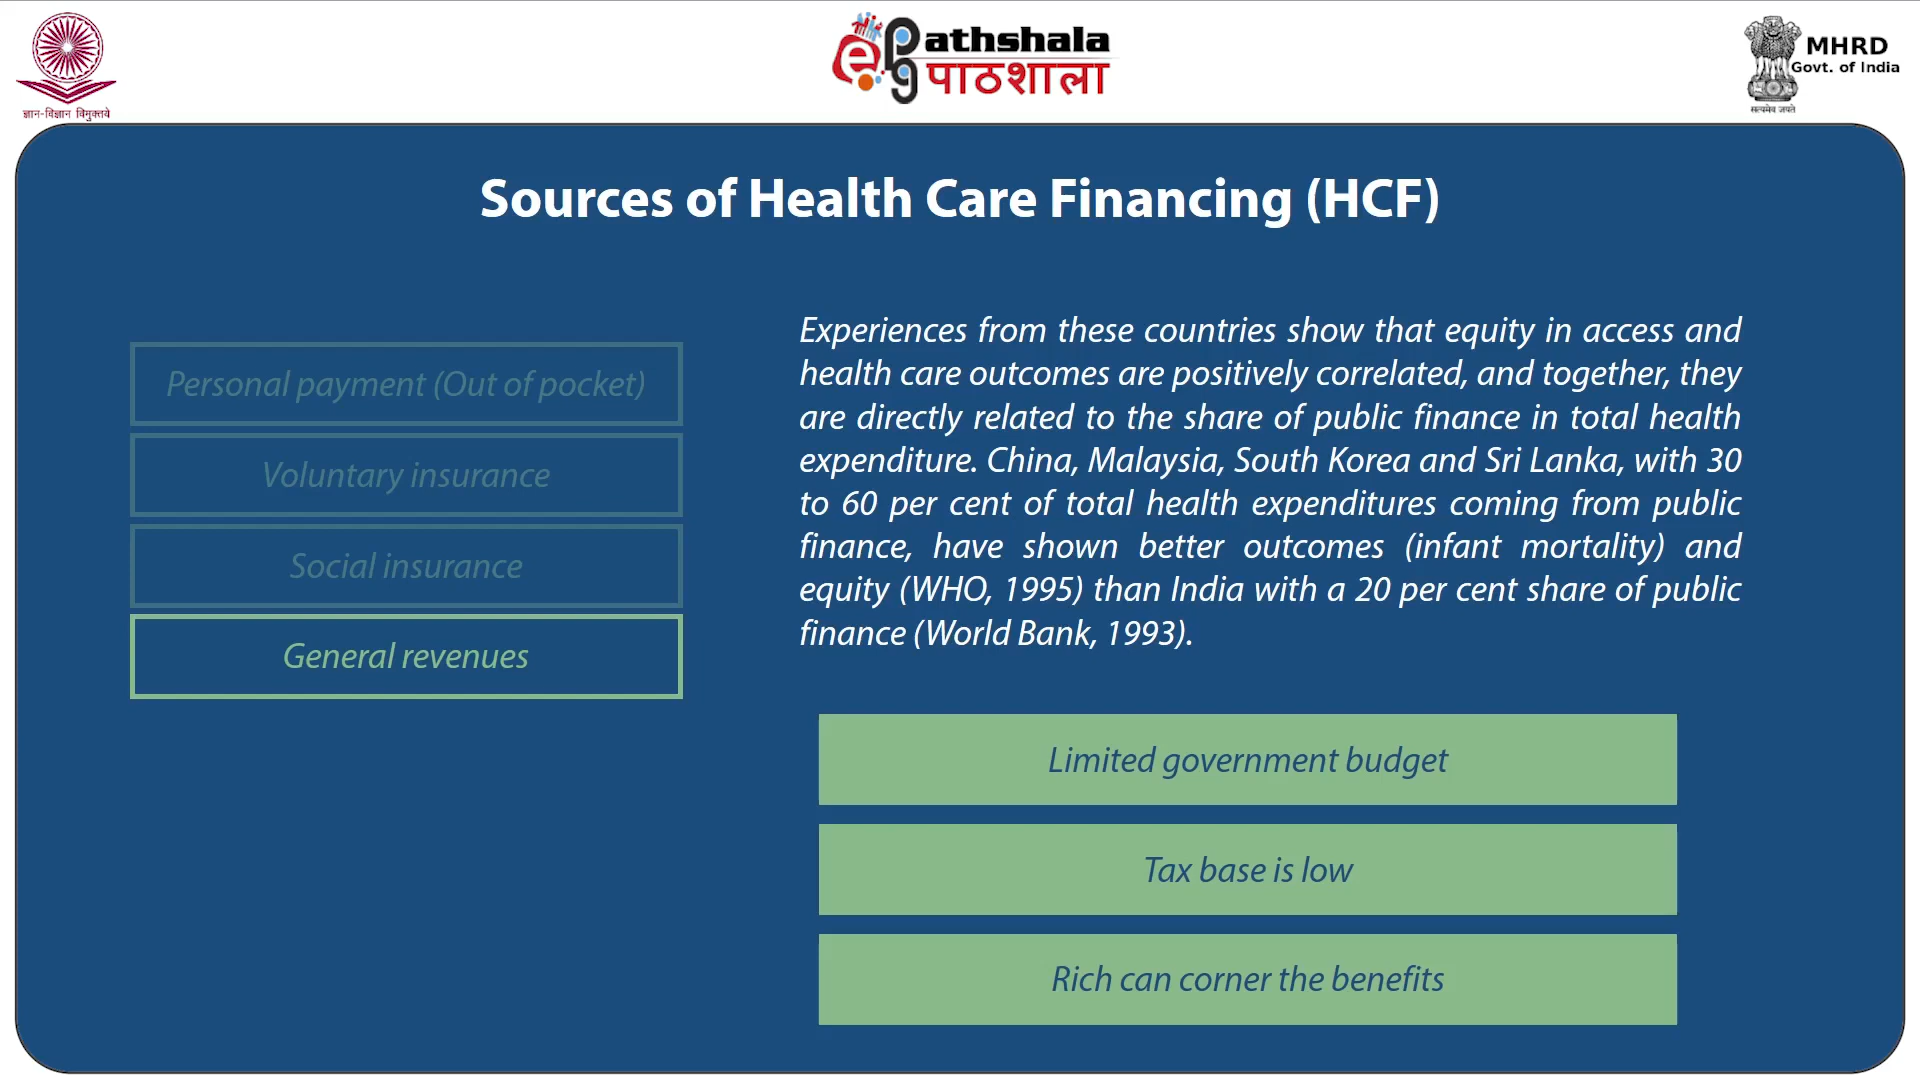 ज्ञान-विज्ञान विमुक्तये
ePG Pathshala
पाठशाला
MHRD
Govt. of India
सत्यमेव जयते
Sources of Health Care Financing (HCF)
Personal payment (Out of pocket)
Voluntary insurance
Social insurance
General revenues
Experiences from these countries show that equity in access and
health care outcomes are positively correlated, and together, they
are directly related to the share of public finance in total health
expenditure. China, Malaysia, South Korea and Sri Lanka, with 30
to 60 per cent of total health expenditures coming from public
finance, have shown better outcomes (infant mortality) and
equity (WHO, 1995) than India with a 20 per cent share of public
finance (World Bank, 1993).
Limited government budget
Tax base is low
Rich can corner the benefits